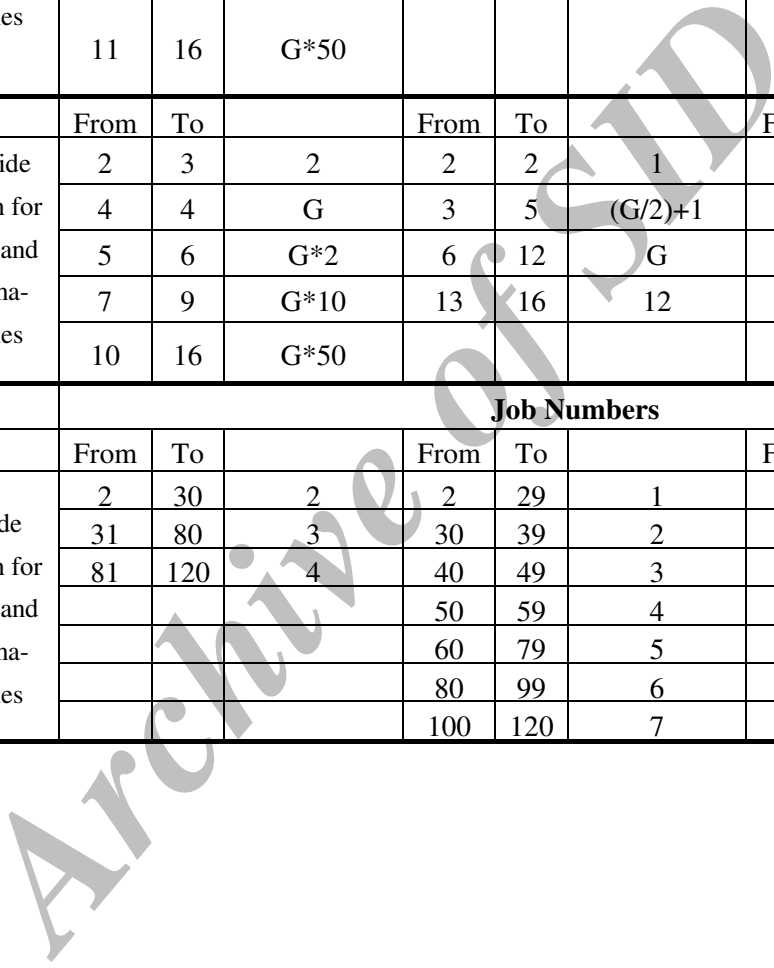 es
11 16 G*50
From To From To F
ide 2 3 2 2 2 1
n for 4 4 G 3 5 (G/2)+1
and 5 6 G*2 6 12 G
na- 7 9 G*10 13 16 12
es 10 16 G*50
Job Numbers
From To From To F
2 30 2 2 29 1
de 31 80 3 30 39 2
n for 81 120 4 40 49 3
and 50 59 4
na- 60 79 5
es 80 99 6
100 120 7
Archive of SID